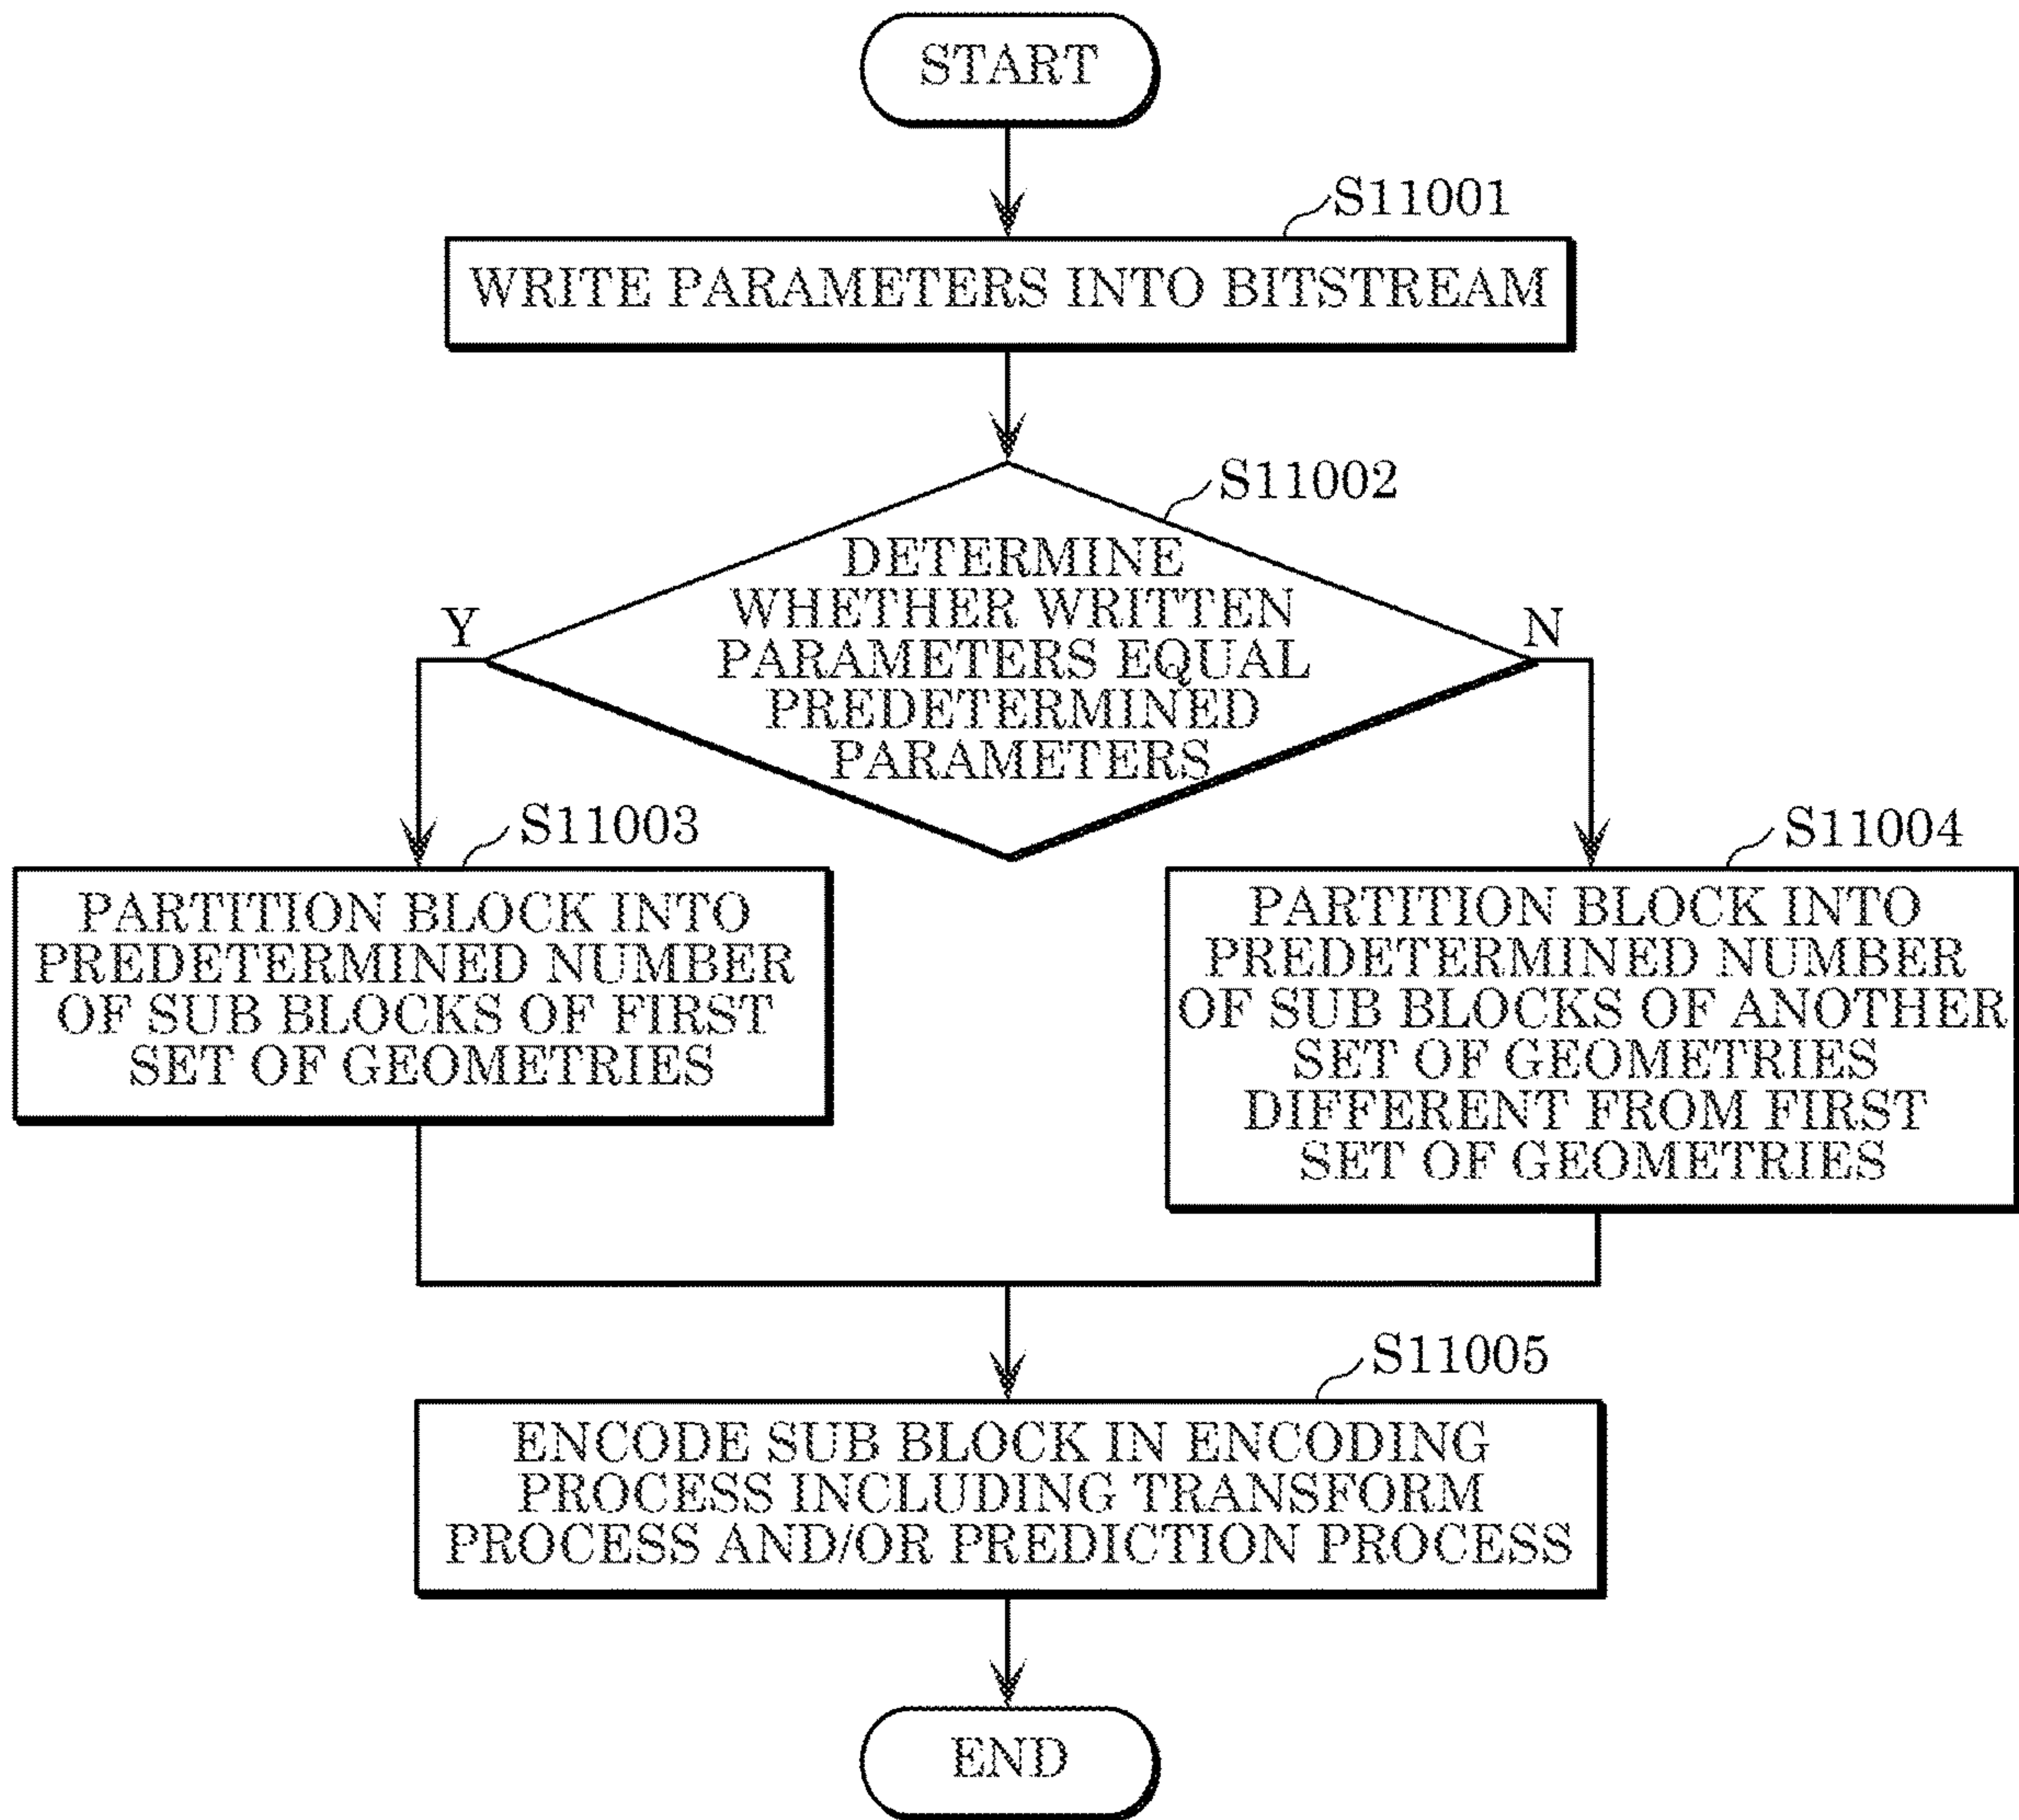 START
S11001
WRITE PARAMETERS INTO BITSTREAM
S11002
DETERMINE
WHETHER WRITTEN
PARAMETERS EQUAL
PREDETERMINED
PARAMETERS
Y
N
S11003
PARTITION BLOCK INTO
PREDETERMINED NUMBER
OF SUB BLOCKS OF FIRST
SET OF GEOMETRIES
S11004
PARTITION BLOCK INTO
PREDETERMINED NUMBER
OF SUB BLOCKS OF ANOTHER
SET OF GEOMETRIES
DIFFERENT FROM FIRST
SET OF GEOMETRIES
S11005
ENCODE SUB BLOCK IN ENCODING
PROCESS INCLUDING TRANSFORM
PROCESS AND/OR PREDICTION PROCESS
END